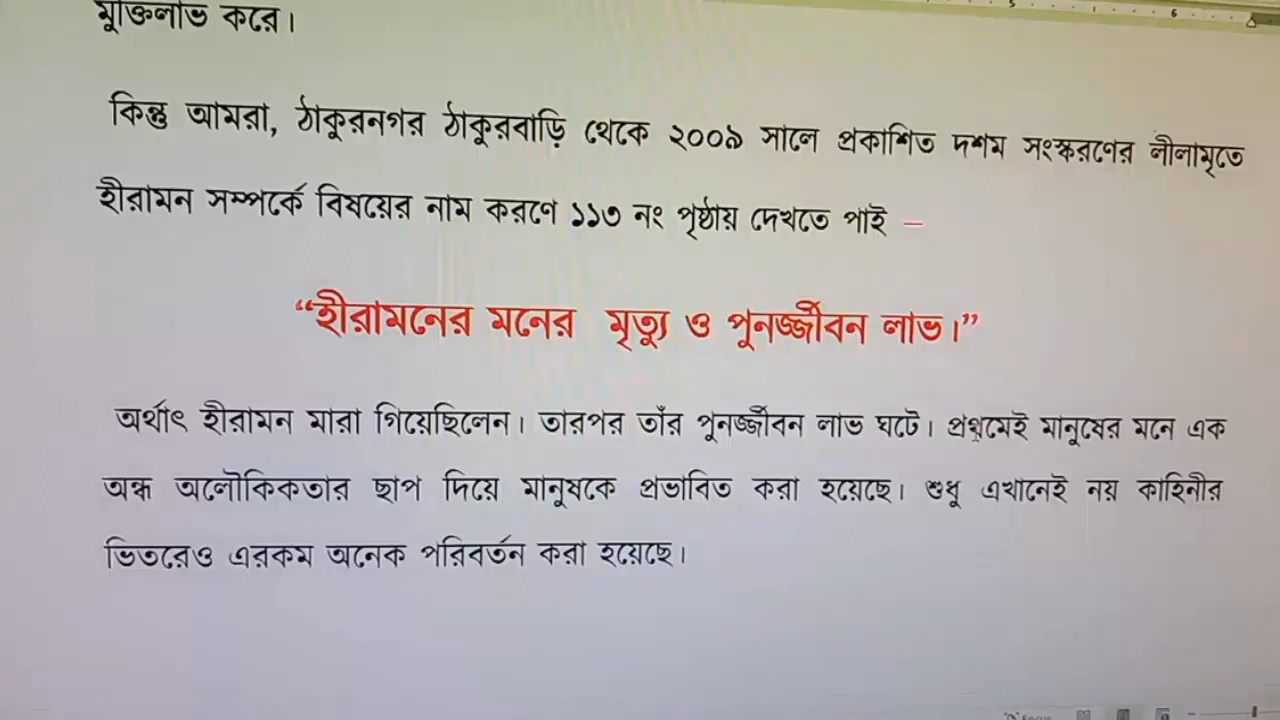 মুক্তিলাভ করে।
কিন্তু আমরা, ঠাকুরনগর ঠাকুরবাড়ি থেকে ২০০৯ সালে প্রকাশিত দশম সংস্করণের লীলামৃতে
হীরামন সম্পর্কে বিষয়ের নাম করণে ১১৩ নং পৃষ্ঠায় দেখতে পাই –
“হীরামনের মনের মৃত্যু ও পুনর্জ্জীবন লাভ।”
অর্থাৎ হীরামন মারা গিয়েছিলেন। তারপর তাঁর পুনর্জ্জীবন লাভ ঘটে। প্রথমেই মানুষের মনে এক
অন্ধ অলৌকিকতার ছাপ দিয়ে মানুষকে প্রভাবিত করা হয়েছে। শুধু এখানেই নয় কাহিনীর
ভিতরেও এরকম অনেক পরিবর্তন করা হয়েছে।